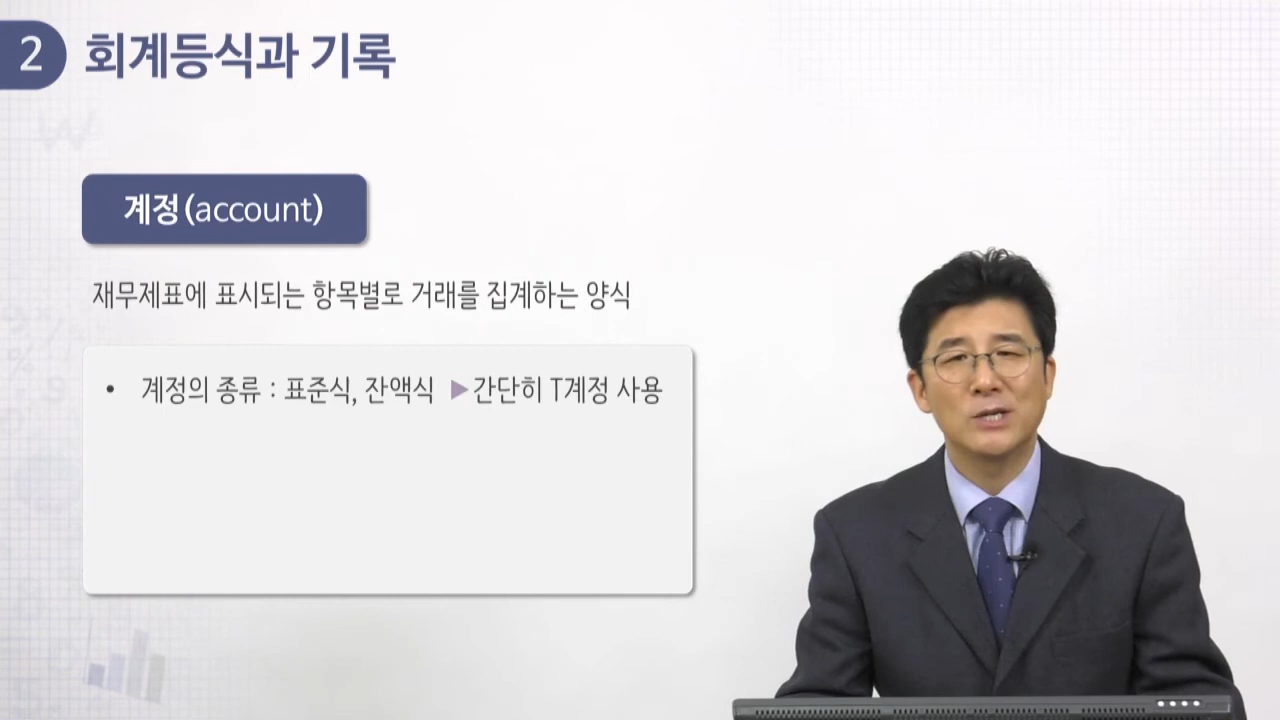 2 회계등식과 기록
계정(account)
재무제표에 표시되는 항목별로 거래를 집계하는 양식
• 계정의 종류 : 표준식, 잔액식 ▶간단히 T계정 사용